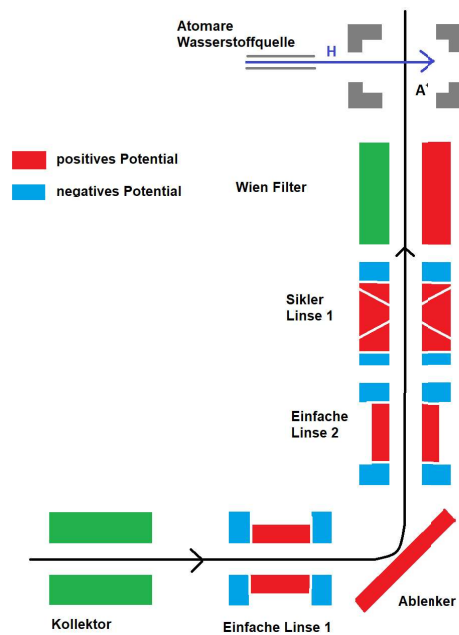 Atomare
Wasserstoffquelle
H
A'
positives Potential
negatives Potential
Wien Filter
Sikler
Linse 1
Einfache
Linse 2
Ablenker
Kollektor
Einfache Linse 1